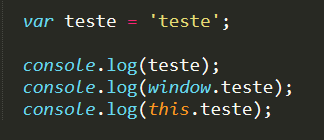 var teste = 'teste';
console.log(teste);
console.log(window.teste);
console.log(this.teste);